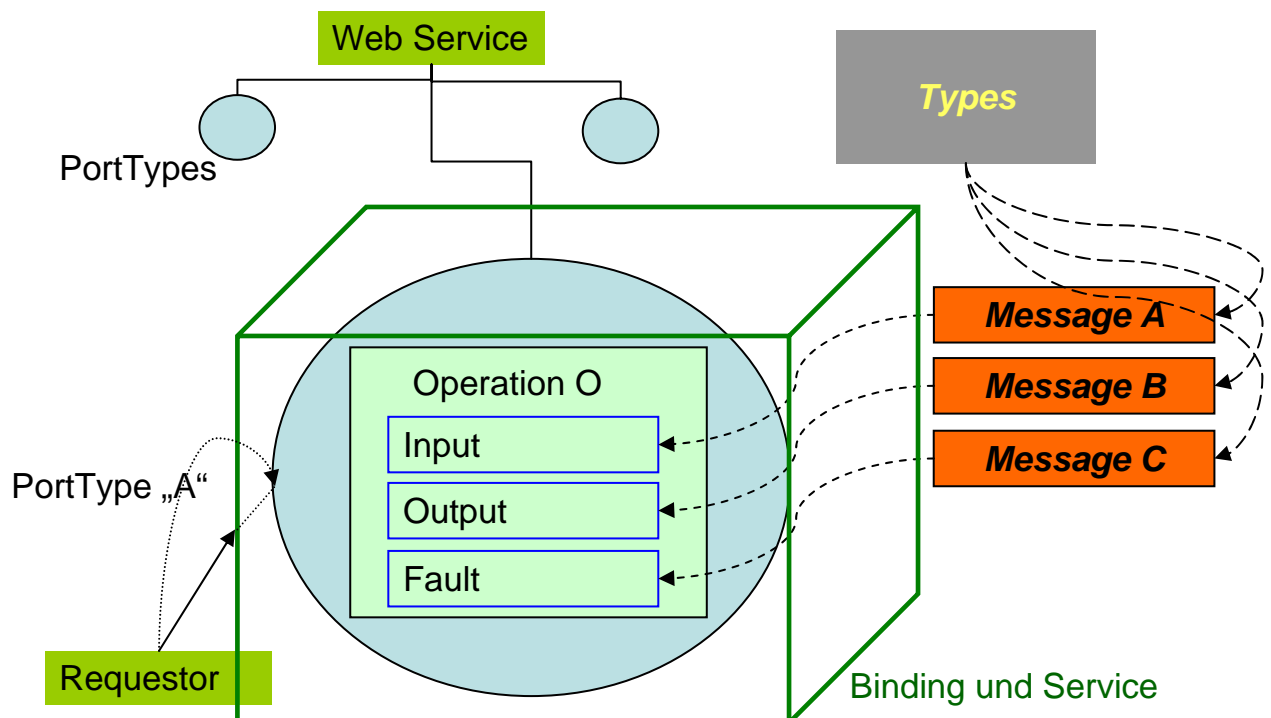 Web Service
Types
PortTypes
Message A
Operation O
Message B
Input
Message C
PortType „A“
Output
Fault
Requestor
Binding und Service